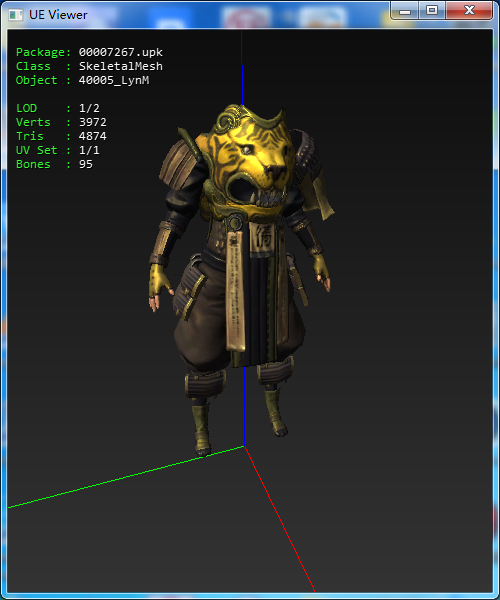 UE Viewer
Package: 00007267.upk
Class : SkeletalMesh
Object : 40005_LynM
LOD : 1/2
Verts : 3972
Tris : 4874
UV Set : 1/1
Bones : 95